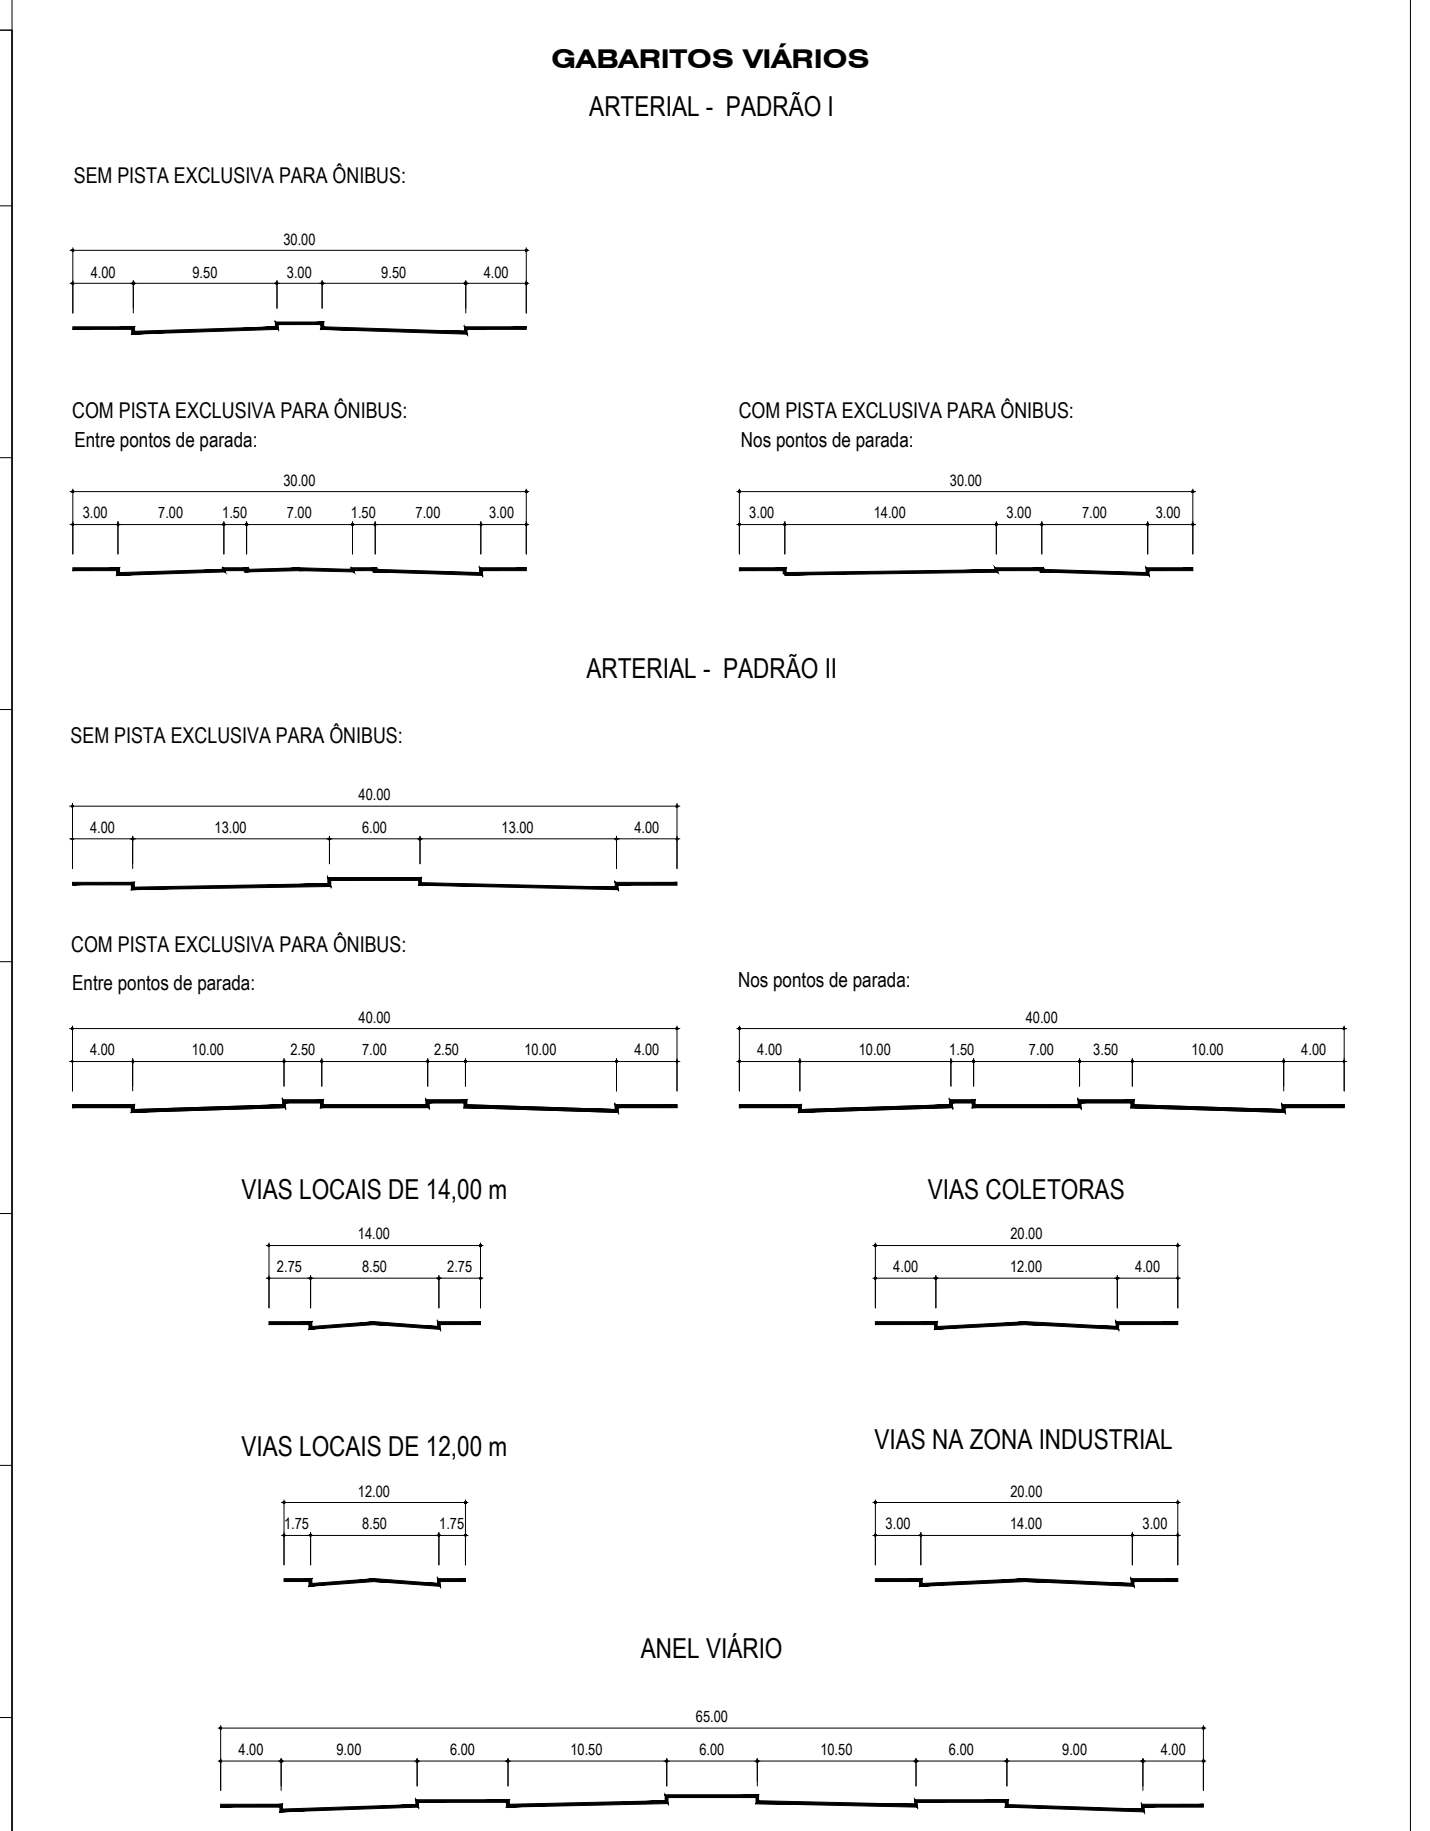 GABARITOS VIÁRIOS
ARTERIAL - PADRÃO I
SEM PISTA EXCLUSIVA PARA ÔNIBUS:
30.00
4.00 9.50 3.00 9.50 4.00
COM PISTA EXCLUSIVA PARA ÔNIBUS:
Entre pontos de parada:
30.00
3.00 7.00 1.50 7.00 1.50 7.00 3.00
COM PISTA EXCLUSIVA PARA ÔNIBUS:
Nos pontos de parada:
30.00
3.00 14.00 3.00 7.00 3.00
ARTERIAL - PADRÃO II
SEM PISTA EXCLUSIVA PARA ÔNIBUS:
40.00
4.00 13.00 6.00 13.00 4.00
COM PISTA EXCLUSIVA PARA ÔNIBUS:
Entre pontos de parada:
40.00
4.00 10.00 2.50 7.00 2.50 10.00 4.00
Nos pontos de parada:
40.00
4.00 10.00 1.50 7.00 3.50 10.00 4.00
VIAS LOCAIS DE 14,00 m
14.00
2.75 8.50 2.75
VIAS COLETORAS
20.00
4.00 12.00 4.00
VIAS LOCAIS DE 12,00 m
12.00
1.75 8.50 1.75
VIAS NA ZONA INDUSTRIAL
20.00
3.00 14.00 3.00
ANEL VIÁRIO
65.00
4.00 9.00 6.00 10.50 6.00 10.50 6.00 9.00 4.00